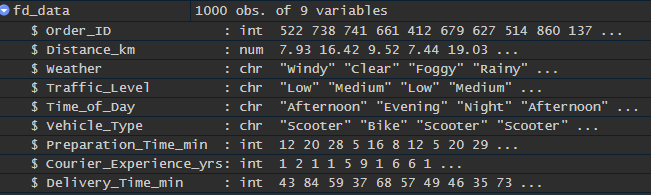 fd_data 1000 obs. of 9 variables
$ Order_ID : int 522 738 741 661 412 679 627 514 860 137 ...
$ Distance_km : num 7.93 16.42 9.52 7.44 19.03 ...
$ Weather : chr "Windy" "Clear" "Foggy" "Rainy" ...
$ Traffic_Level : chr "Low" "Medium" "Low" "Medium" ...
$ Time_of_Day : chr "Afternoon" "Evening" "Night" "Afternoon" ...
$ Vehicle_Type : chr "Scooter" "Bike" "Scooter" "Scooter" ...
$ Preparation_Time_min : int 12 20 28 5 16 8 12 5 20 29 ...
$ Courier_Experience_yrs: int 1 2 1 1 5 9 1 6 6 1 ...
$ Delivery_Time_min : int 43 84 59 37 68 57 49 46 35 73 ...